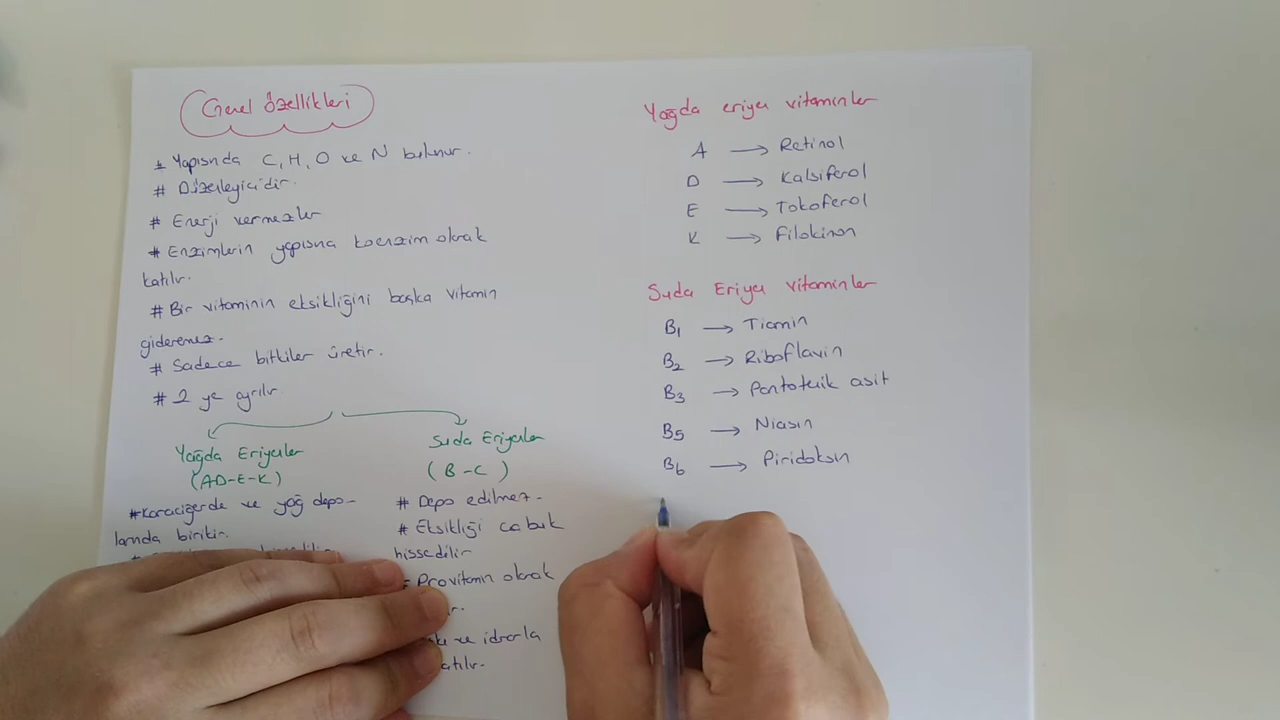 Genel özellikleri
# Yapısında C, H, O ve N bulunur.
# Düzenleyicidir.
# Enerji vermezler
# Enzimlerin yapısına koenzim olarak
katılır.
# Bir vitaminin eksikliğini başka vitamin
gideremez.
# Sadece bitkiler üretir.
# 2 ye ayrılır
Yağda Eriyenler
(A-D-E-K)
# Karaciğerde ve yağ depo-
larında birikir.
Suda Eriyenler
(B-C)
# Depo edilmez.
# Eksikliği çabuk
hissedilir
# Provitamin olarak
ve idrarla
atılır.
Yağda eriyen vitaminler
A → Retinol
D → Kalsiferol
E → Tokoferol
K → Filokinon
Suda Eriyen vitaminler
B1 → Tiamin
B2 → Riboflavin
B3 → Pantotenik asit
B5 → Niasin
B6 → Piridoksin